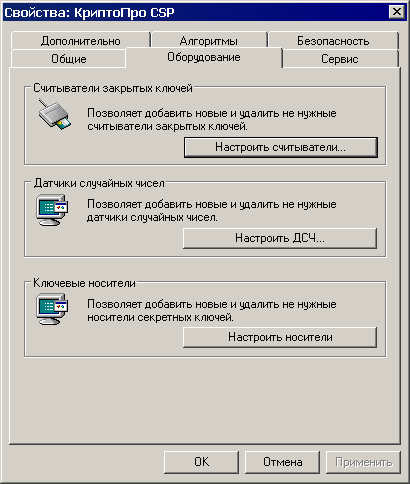 Свойства: КриптоПро CSP
Дополнительно Алгоритмы Безопасность
Общие Оборудование Сервис
Считыватели закрытых ключей
Позволяет добавить новые и удалить не нужные
считыватели закрытых ключей.
Настроить считыватели...
Датчики случайных чисел
Позволяет добавить новые и удалить не нужные
датчики случайных чисел.
Настроить ДСЧ...
Ключевые носители
Позволяет добавить новые и удалить не нужные
носители секретных ключей.
Настроить носители
ОК Отмена Применить